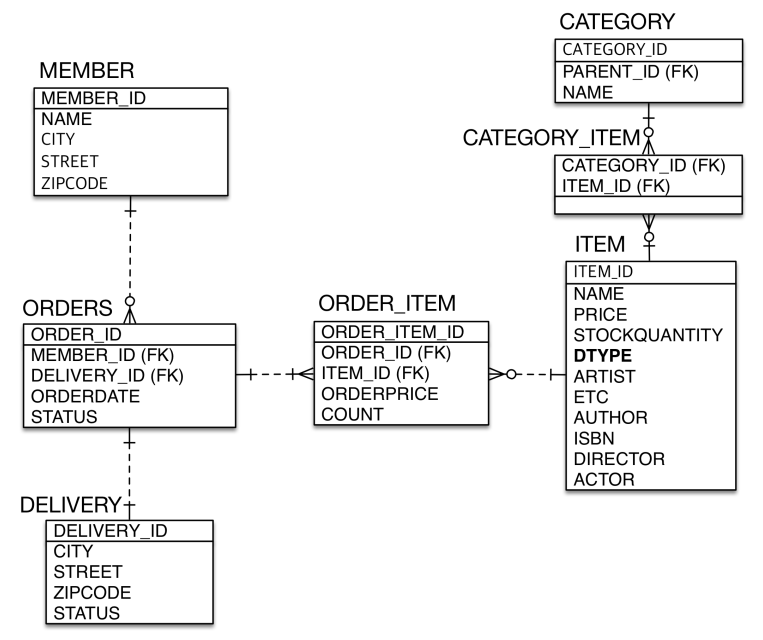 CATEGORY
CATEGORY_ID
PARENT_ID (FK)
NAME
MEMBER
MEMBER_ID
NAME
CITY
STREET
ZIPCODE
CATEGORY_ITEM
CATEGORY_ID (FK)
ITEM_ID (FK)
ITEM
ITEM_ID
NAME
PRICE
STOCKQUANTITY
DTYPE
ARTIST
ETC
AUTHOR
ISBN
DIRECTOR
ACTOR
ORDERS
ORDER_ID
MEMBER_ID (FK)
DELIVERY_ID (FK)
ORDERDATE
STATUS
ORDER_ITEM
ORDER_ITEM_ID
ORDER_ID (FK)
ITEM_ID (FK)
ORDERPRICE
COUNT
DELIVERY
DELIVERY_ID
CITY
STREET
ZIPCODE
STATUS